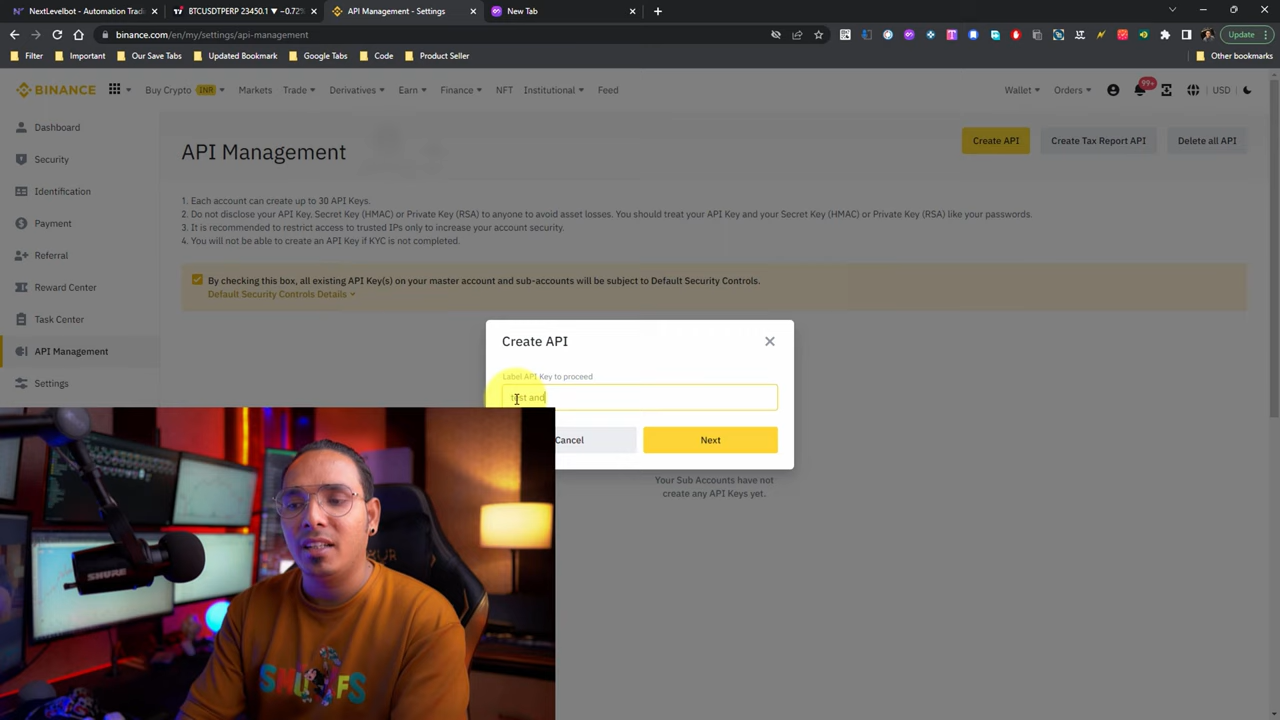 NextLevelbot - Automation Trad
BTCUSDTPERP 23450.1 ▼ −0.72%
API Management - Settings
New Tab
binance.com/en/my/settings/api-management
Update
Filter
Important
Our Save Tabs
Updated Bookmark
Google Tabs
Code
Product Seller
Other bookmarks
BINANCE
Buy Crypto INR
Markets
Trade
Derivatives
Earn
Finance
NFT
Institutional
Feed
Wallet
Orders
99+
USD
Dashboard
Security
Identification
Payment
Referral
Reward Center
Task Center
API Management
Settings
API Management
Create API
Create Tax Report API
Delete all API
1. Each account can create up to 30 API Keys.
2. Do not disclose your API Key, Secret Key (HMAC) or Private Key (RSA) to anyone to avoid asset losses. You should treat your API Key and your Secret Key (HMAC) or Private Key (RSA) like your passwords.
3. It is recommended to restrict access to trusted IPs only to increase your account security.
4. You will not be able to create an API Key if KYC is not completed.
By checking this box, all existing API Key(s) on your master account and sub-accounts will be subject to Default Security Controls.
Default Security Controls Details
Create API
Label API Key to proceed
test and
Cancel
Next
Your Sub Accounts have not
create any API Keys yet.
SHURE